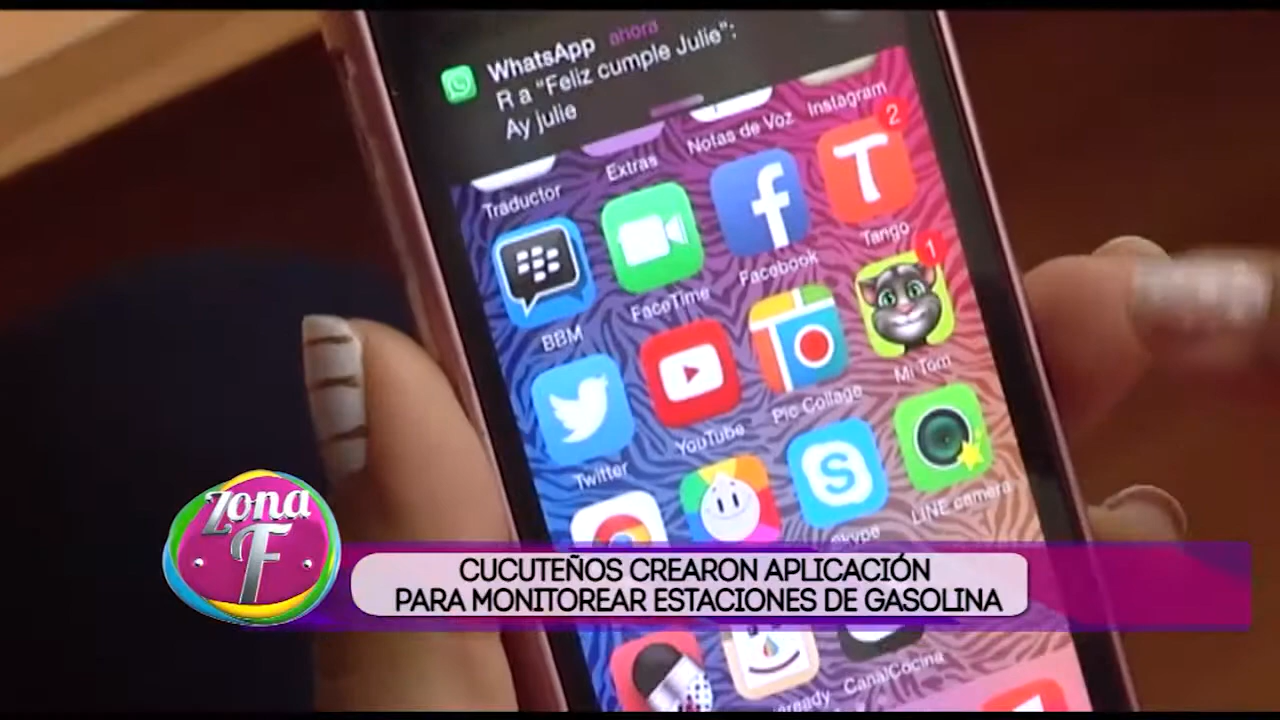 WhatsApp ahora
R a "Feliz cumple Julie":
Ay julie
Traductor
Extras
Notas de Voz
Instagram
BBM
FaceTime
Facebook
T
2
Tango
Twitter
YouTube
Pic Collage
1
Mi Tom
S
Skype
LINE camera
Zona
F
CUCUTEÑOS CREARON APLICACIÓN
PARA MONITOREAR ESTACIONES DE GASOLINA
CanalCocina